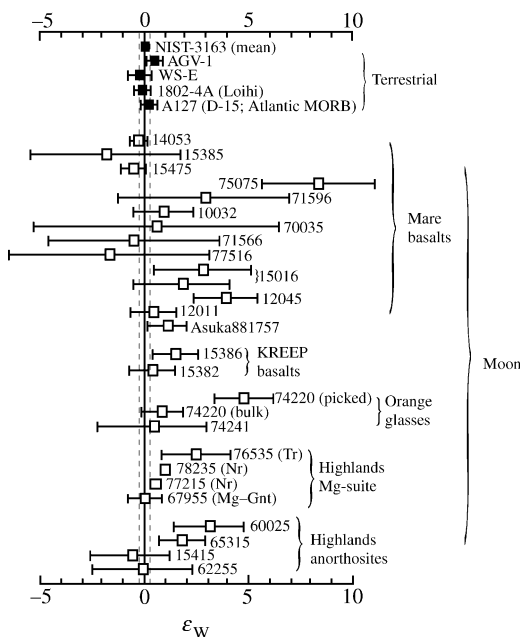 −5 0 5 10
NIST-3163 (mean)
AGV-1
WS-E
1802-4A (Loihi)
A127 (D-15; Atlantic MORB)
Terrestrial
14053
15385
15475
75075
71596
10032
70035
71566
77516
15016
12045
12011
Asuka881757
Mare
basalts
15386
15382
KREEP
basalts
74220 (picked)
74220 (bulk)
74241
Orange
glasses
76535 (Tr)
78235 (Nr)
77215 (Nr)
67955 (Mg–Gnt)
Highlands
Mg-suite
60025
65315
15415
62255
Highlands
anorthosites
Moon
−5 0 5 10
εW